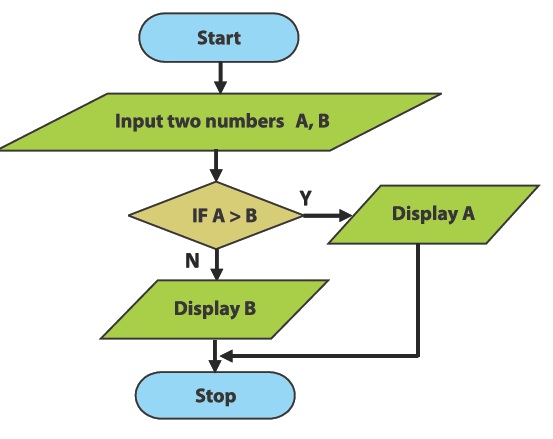 Start
Input two numbers A, B
IF A > B
Y
Display A
N
Display B
Stop